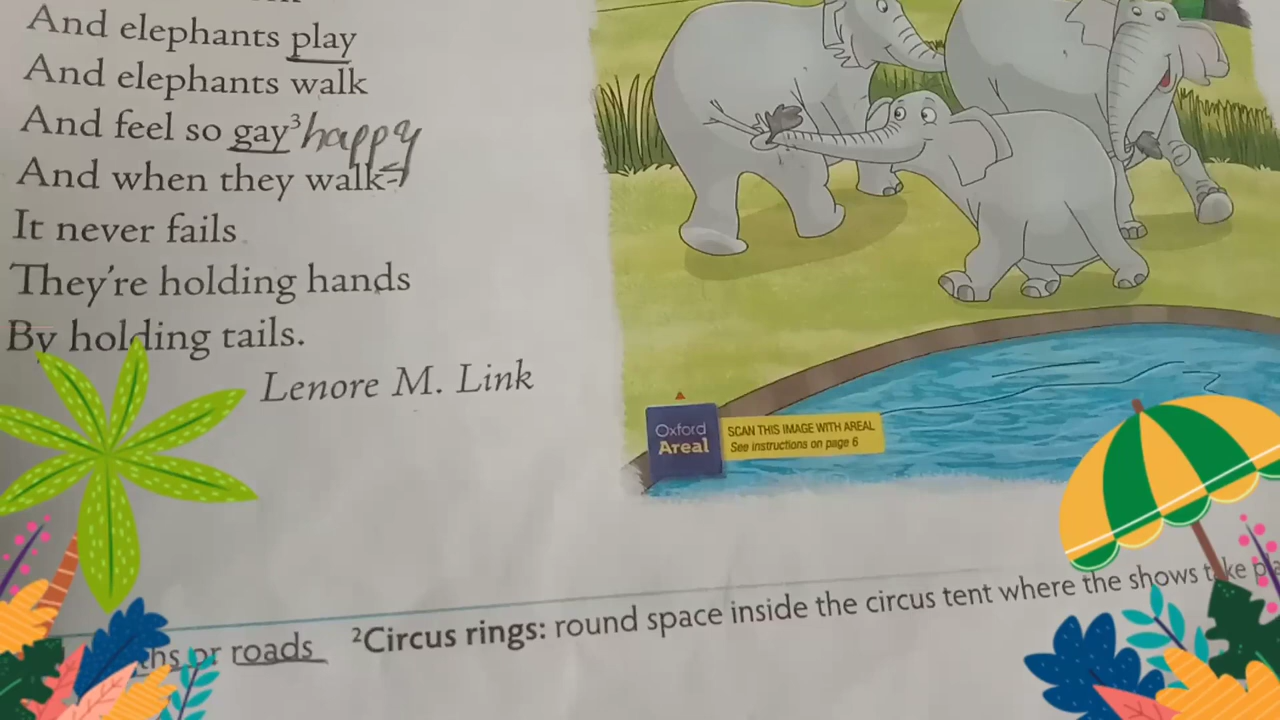 And elephants play
And elephants walk
And feel so gay³ happy
And when they walk-
It never fails
They're holding hands
By holding tails.
Lenore M. Link
Oxford
Areal
SCAN THIS IMAGE WITH AREAL
See instructions on page 6
or roads ²Circus rings: round space inside the circus tent where the shows take